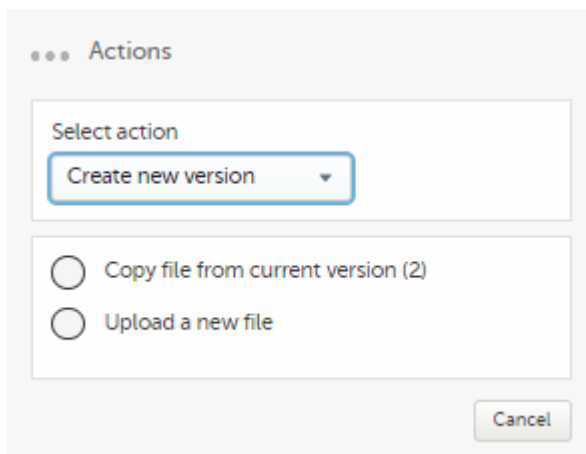 Actions
Select action
Create new version
Copy file from current version (2)
Upload a new file
Cancel